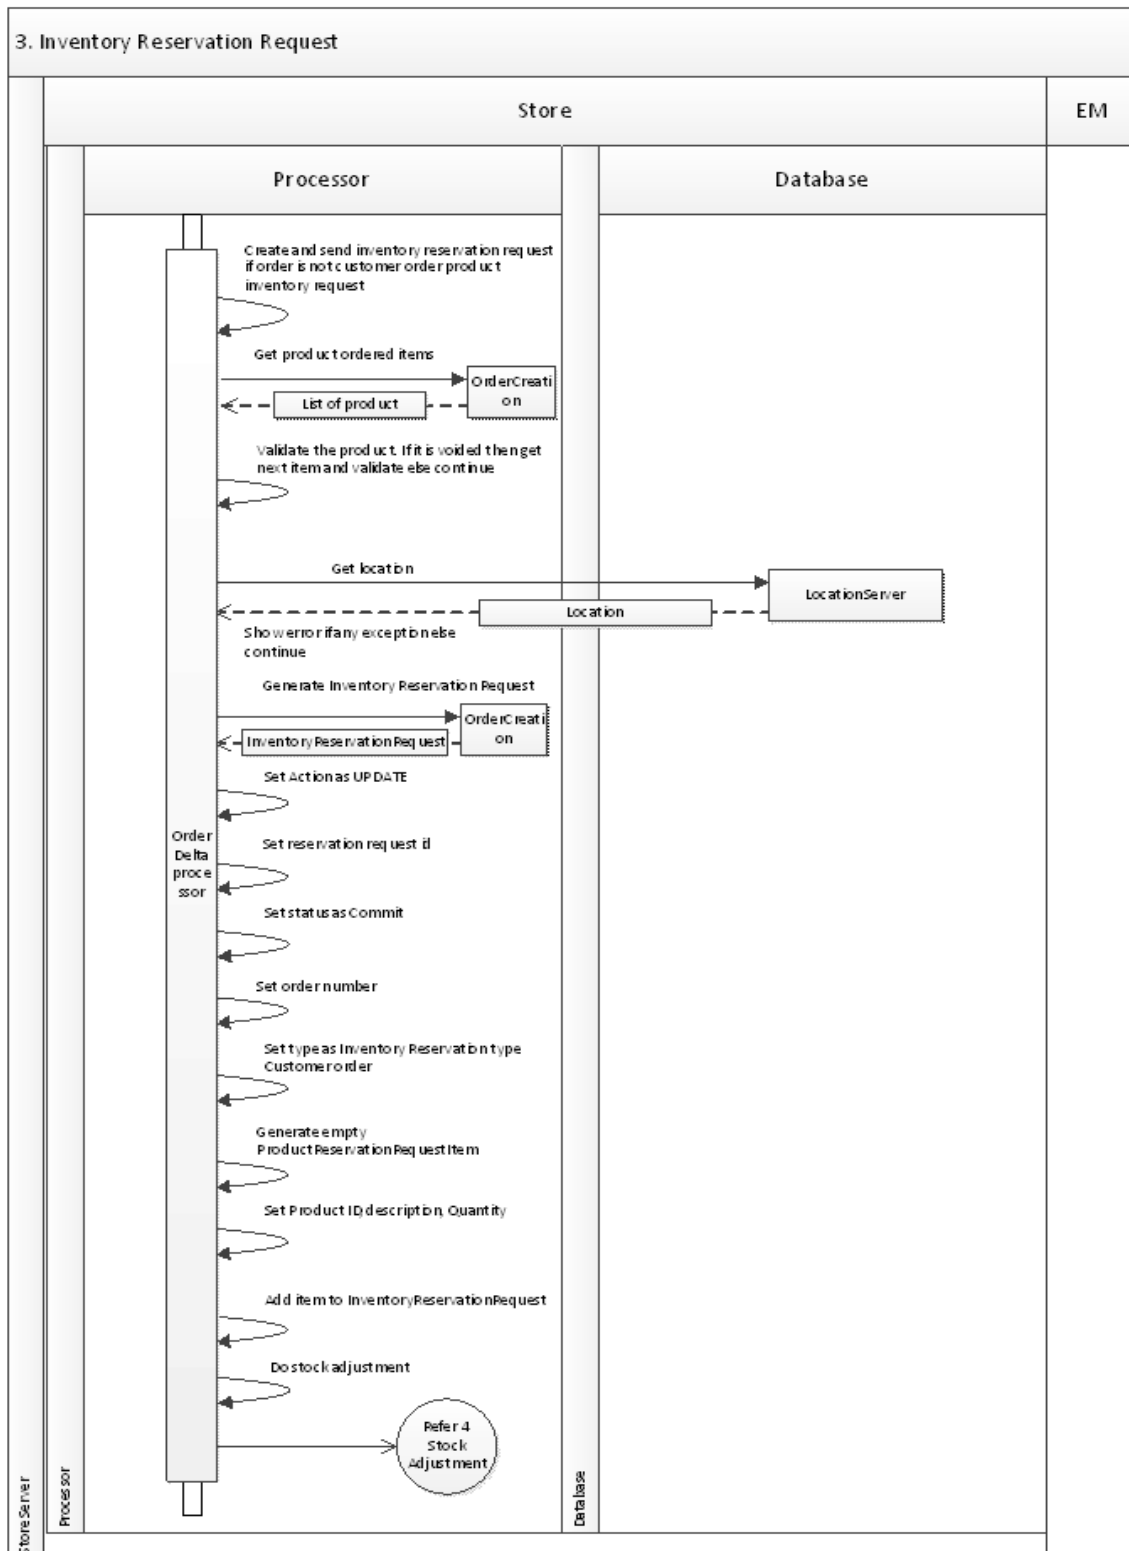 3. Inventory Reservation Request
Store
EM
Processor
Database
Create and send inventory reservation request
if order is not customer order product
inventory request
Get product ordered items
OrderCreati
on
List of product
Validate the product. If it is voided then get
next item and validate else continue
Get location
LocationServer
Location
Show error if any exception else
continue
Generate Inventory Reservation Request
OrderCreati
on
InventoryReservationRequest
Set Action as UPDATE
Order
Delta
proce
ssor
Set reservation request id
Set status as Commit
Set order number
Set type as Inventory Reservation type
Customer order
Generate empty
ProductReservationRequestItem
Set Product ID,description, Quantity
Add item to InventoryReservationRequest
Do stock adjustment
Refer 4
Stock
Adjustment
StoreServer
Processor
Database